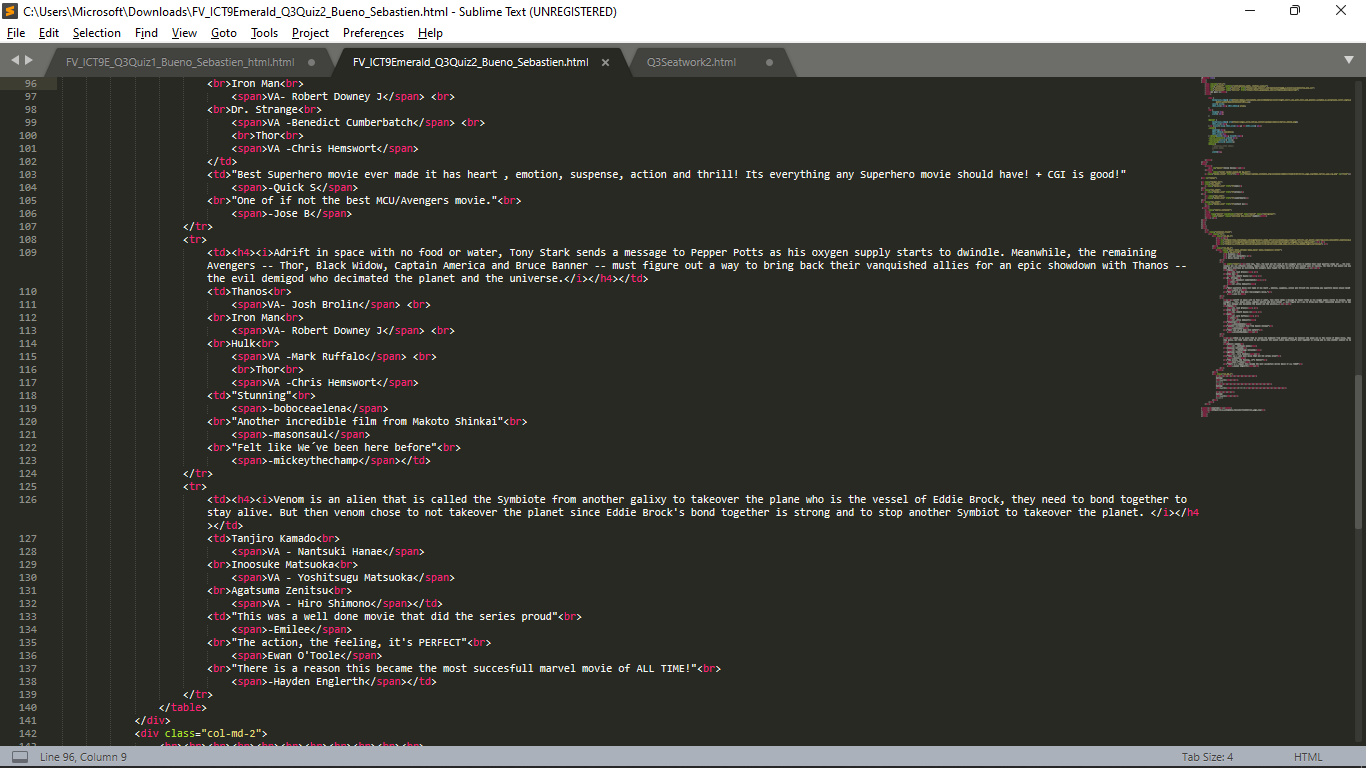 C:\Users\Microsoft\Downloads\FV_ICT9Emerald_Q3Quiz2_Bueno_Sebastien.html - Sublime Text (UNREGISTERED)
File Edit Selection Find View Goto Tools Project Preferences Help
FV_ICT9E_Q3Quiz1_Bueno_Sebastien_html.html FV_ICT9Emerald_Q3Quiz2_Bueno_Sebastien.html Q3Seatwork2.html
96 <br>Iron Man<br>
97 <span>VA- Robert Downey J</span> <br>
98 <br>Dr. Strange<br>
99 <span>VA -Benedict Cumberbatch</span> <br>
100 <br>Thor<br>
101 <span>VA -Chris Hemswort</span>
102 </td>
103 <td>"Best Superhero movie ever made it has heart , emotion, suspense, action and thrill! Its everything any Superhero movie should have! + CGI is good!"
104 <span>-Quick S</span>
105 <br>"One of if not the best MCU/Avengers movie."<br>
106 <span>-Jose B</span>
107 </tr>
108 <tr>
109 <td><h4><i>Adrift in space with no food or water, Tony Stark sends a message to Pepper Potts as his oxygen supply starts to dwindle. Meanwhile, the remaining
Avengers -- Thor, Black Widow, Captain America and Bruce Banner -- must figure out a way to bring back their vanquished allies for an epic showdown with Thanos --
the evil demigod who decimated the planet and the universe.</i></h4></td>
110 <td>Thanos<br>
111 <span>VA- Josh Brolin</span> <br>
112 <br>Iron Man<br>
113 <span>VA- Robert Downey J</span> <br>
114 <br>Hulk<br>
115 <span>VA -Mark Ruffalo</span> <br>
116 <br>Thor<br>
117 <span>VA -Chris Hemswort</span>
118 <td>"Stunning"<br>
119 <span>-boboceaelena</span>
120 <br>"Another incredible film from Makoto Shinkai"<br>
121 <span>-masonsaul</span>
122 <br>"Felt like We´ve been here before"<br>
123 <span>-mickeythechamp</span></td>
124 </tr>
125 <tr>
126 <td><h4><i>Venom is an alien that is called the Symbiote from another galixy to takeover the plane who is the vessel of Eddie Brock, they need to bond together to
stay alive. But then venom chose to not takeover the planet since Eddie Brock's bond together is strong and to stop another Symbiot to takeover the planet. </i></h4
></td>
127 <td>Tanjiro Kamado<br>
128 <span>VA - Nantsuki Hanae</span>
129 <br>Inoosuke Matsuoka<br>
130 <span>VA - Yoshitsugu Matsuoka</span>
131 <br>Agatsuma Zenitsu<br>
132 <span>VA - Hiro Shimono</span></td>
133 <td>"This was a well done movie that did the series proud"<br>
134 <span>-Emilee</span>
135 <br>"The action, the feeling, it's PERFECT"<br>
136 <span>Ewan O'Toole</span>
137 <br>"There is a reason this became the most succesfull marvel movie of ALL TIME!"<br>
138 <span>-Hayden Englerth</span></td>
139 </tr>
140 </table>
141 </div>
142 <div class="col-md-2">
Line 96, Column 9 Tab Size: 4 HTML